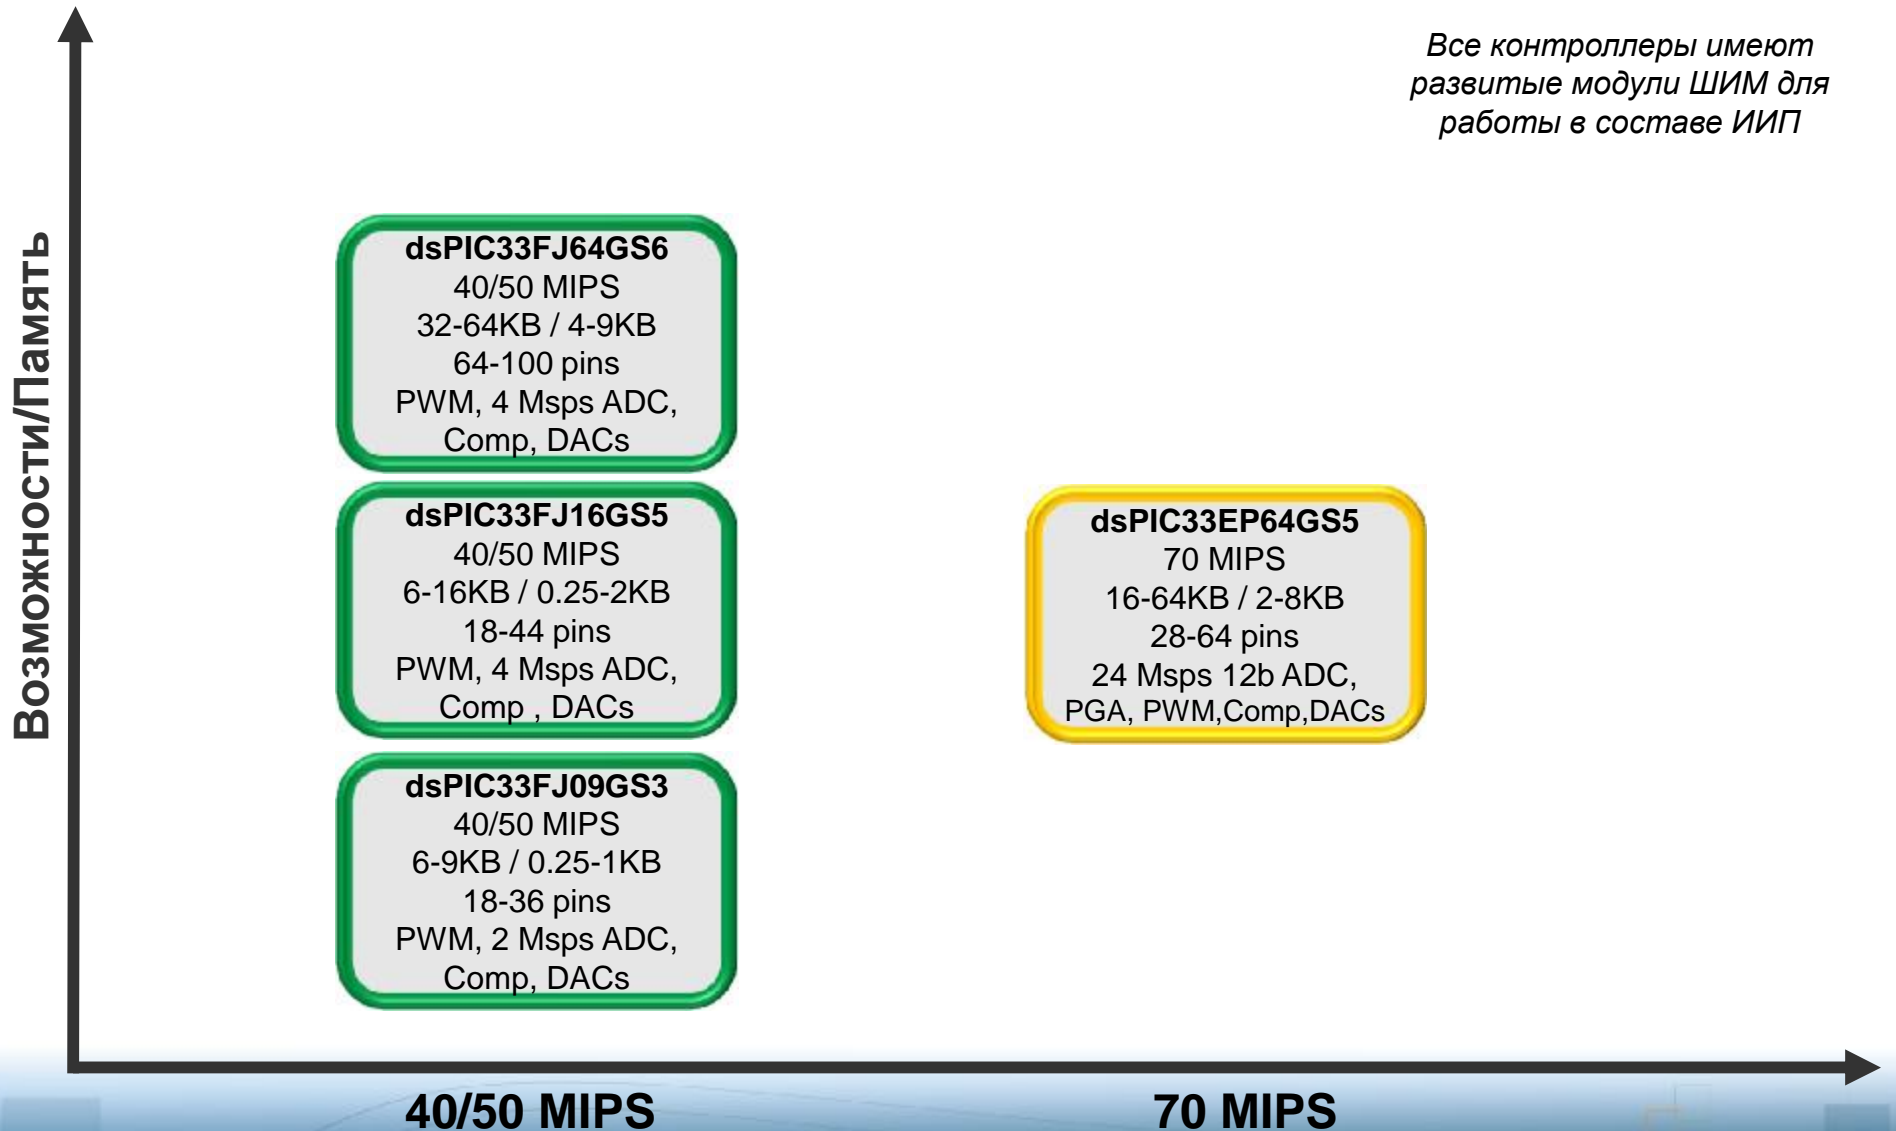 Все контроллеры имеют
развитые модули ШИМ для
работы в составе ИИП
Возможности/Память
dsPIC33FJ64GS6
40/50 MIPS
32-64KB / 4-9KB
64-100 pins
PWM, 4 Msps ADC,
Comp, DACs
dsPIC33FJ16GS5
40/50 MIPS
6-16KB / 0.25-2KB
18-44 pins
PWM, 4 Msps ADC,
Comp , DACs
dsPIC33EP64GS5
70 MIPS
16-64KB / 2-8KB
28-64 pins
24 Msps 12b ADC,
PGA, PWM,Comp,DACs
dsPIC33FJ09GS3
40/50 MIPS
6-9KB / 0.25-1KB
18-36 pins
PWM, 2 Msps ADC,
Comp, DACs
40/50 MIPS
70 MIPS